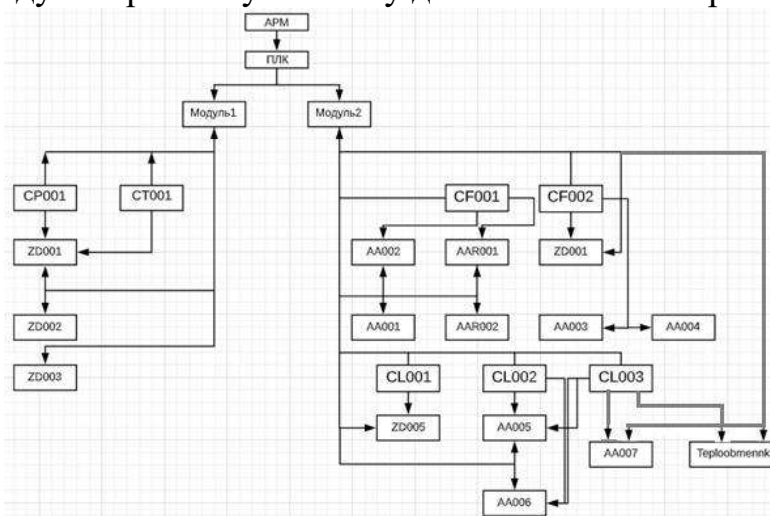 АРМ
ПЛК
Модуль1 Модуль2
CP001 CT001 CF001 CF002
ZD001 AA002 AAR001 ZD001
ZD002 AA001 AAR002 AA003 AA004
ZD003 CL001 CL002 CL003
ZD005 AA005 AA007 Teploobmennk
AA006